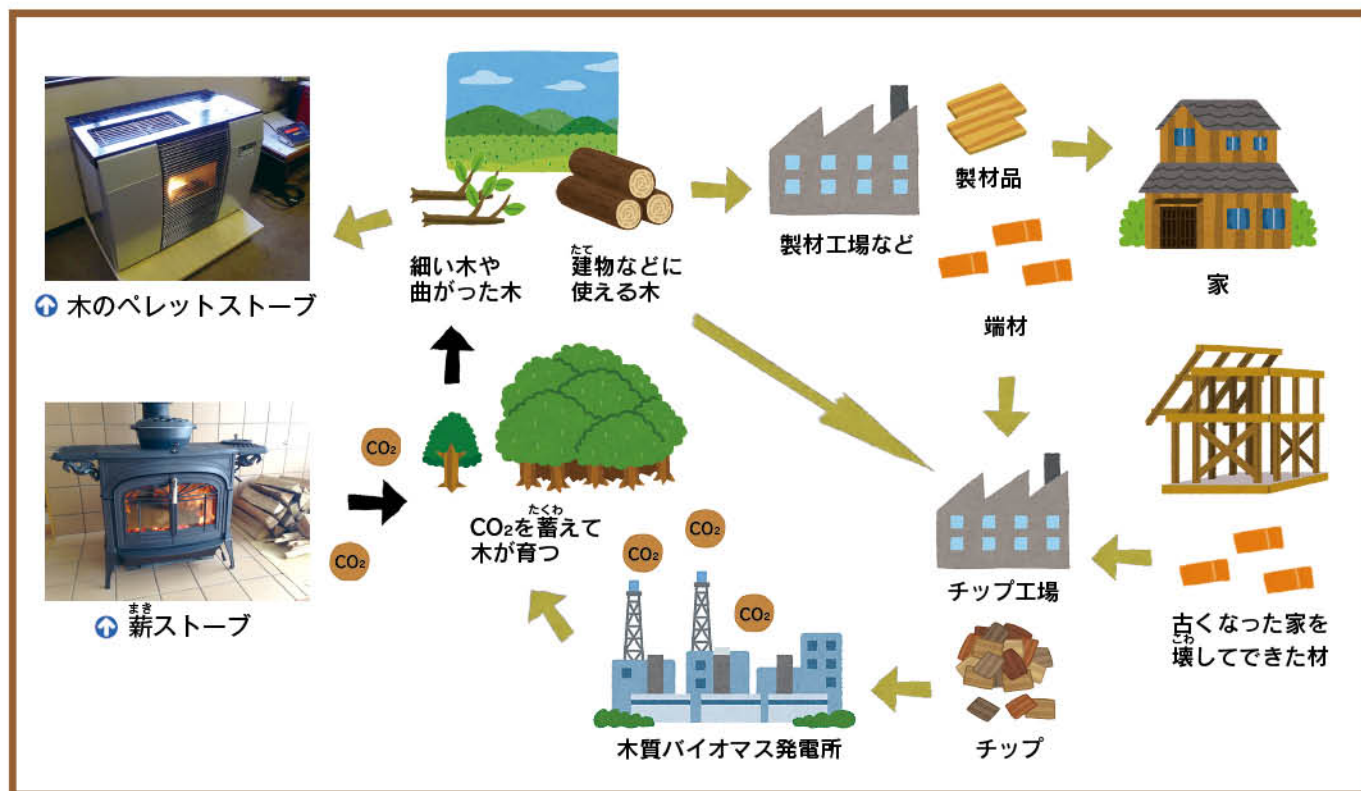 木のペレットストーブ
細い木や
曲がった木
たて
建物などに
使える木
製材工場など
製材品
端材
家
CO₂
CO₂
まき
薪ストーブ
たくわ
CO₂を蓄えて
木が育つ
CO₂
CO₂
CO₂
木質バイオマス発電所
チップ工場
チップ
古くなった家を
こわ
壊してできた材